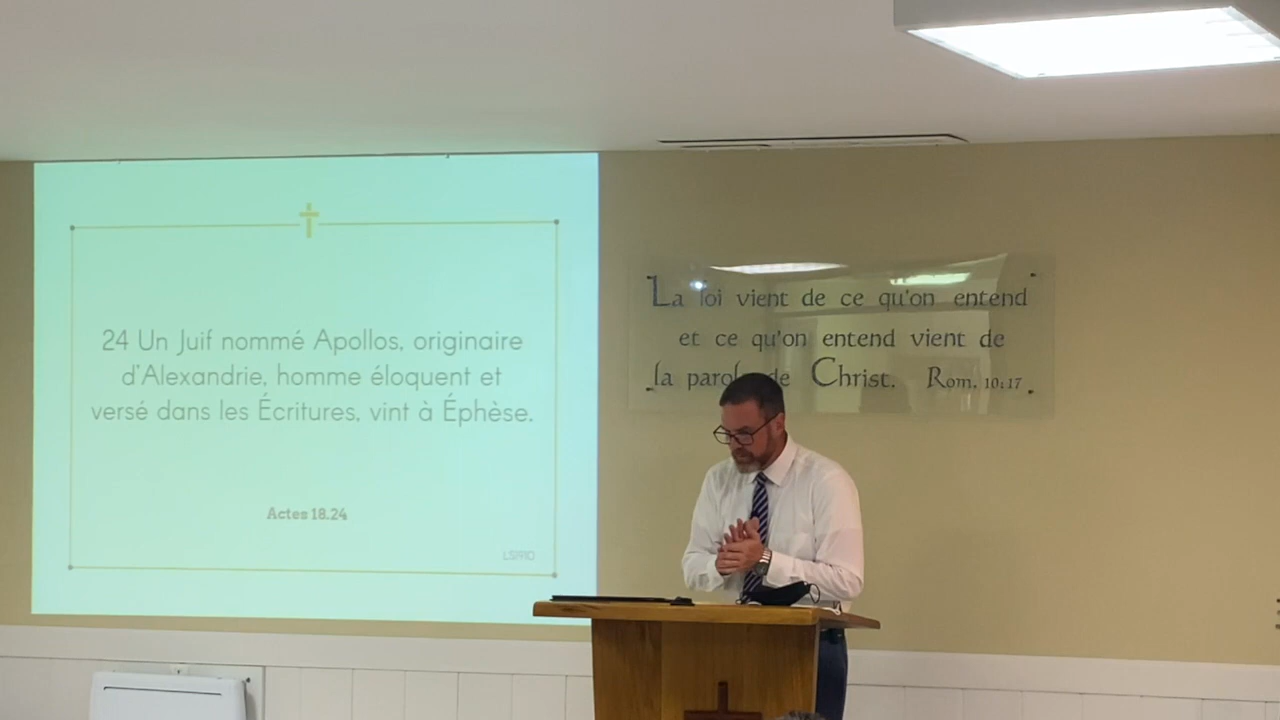 24 Un Juif nommé Apollos, originaire
d'Alexandrie, homme éloquent et
versé dans les Écritures, vint à Éphèse.
Actes 18.24
LS1910
La foi vient de ce qu'on entend
et ce qu'on entend vient de
la parole de Christ. Rom. 10:17